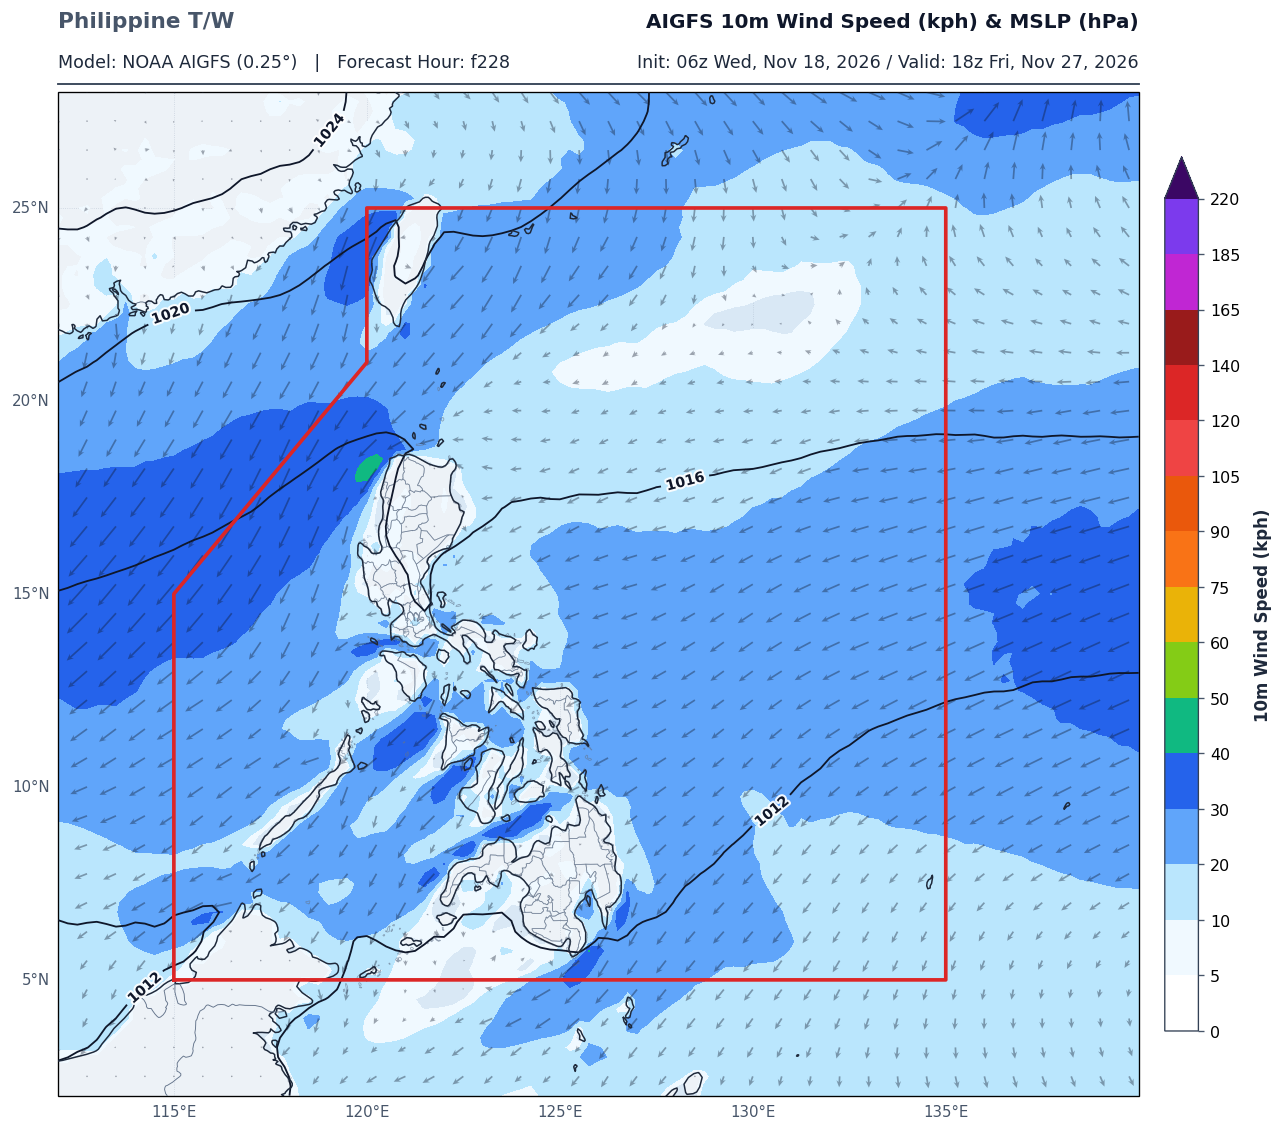 Philippine T/W
AIGFS 10m Wind Speed (kph) & MSLP (hPa)
Model: NOAA AIGFS (0.25°) | Forecast Hour: f228
Init: 06z Wed, Nov 18, 2026 / Valid: 18z Fri, Nov 27, 2026
1024
1020
1016
1012
1012
25°N
20°N
15°N
10°N
5°N
115°E
120°E
125°E
130°E
135°E
220
185
165
140
120
105
90
75
60
50
40
30
20
10
5
0
10m Wind Speed (kph)